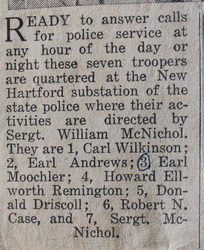 READY to answer calls
for police service at
any hour of the day or
night these seven troopers
are quartered at the New
Hartford substation of the
state police where their ac-
tivities are directed by
Sergt. William McNichol.
They are 1, Carl Wilkinson;
2, Earl Andrews; 3, Earl
Moochler; 4, Howard Ell-
worth Remington; 5, Don-
ald Driscoll; 6, Robert N.
Case, and 7, Sergt. Mc-
Nichol.